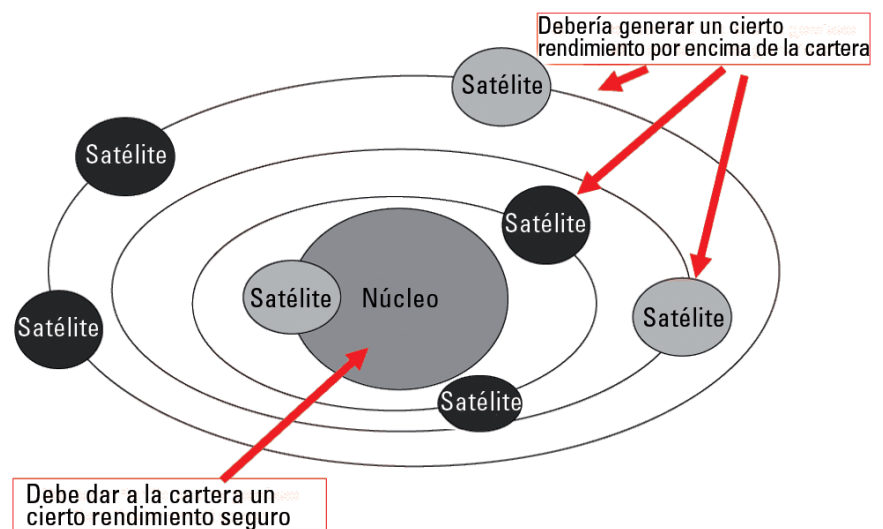 Debería generar un cierto
rendimiento por encima de la cartera
Satélite
Satélite
Satélite
Satélite
Núcleo
Satélite
Satélite
Satélite
Debe dar a la cartera un
cierto rendimiento seguro